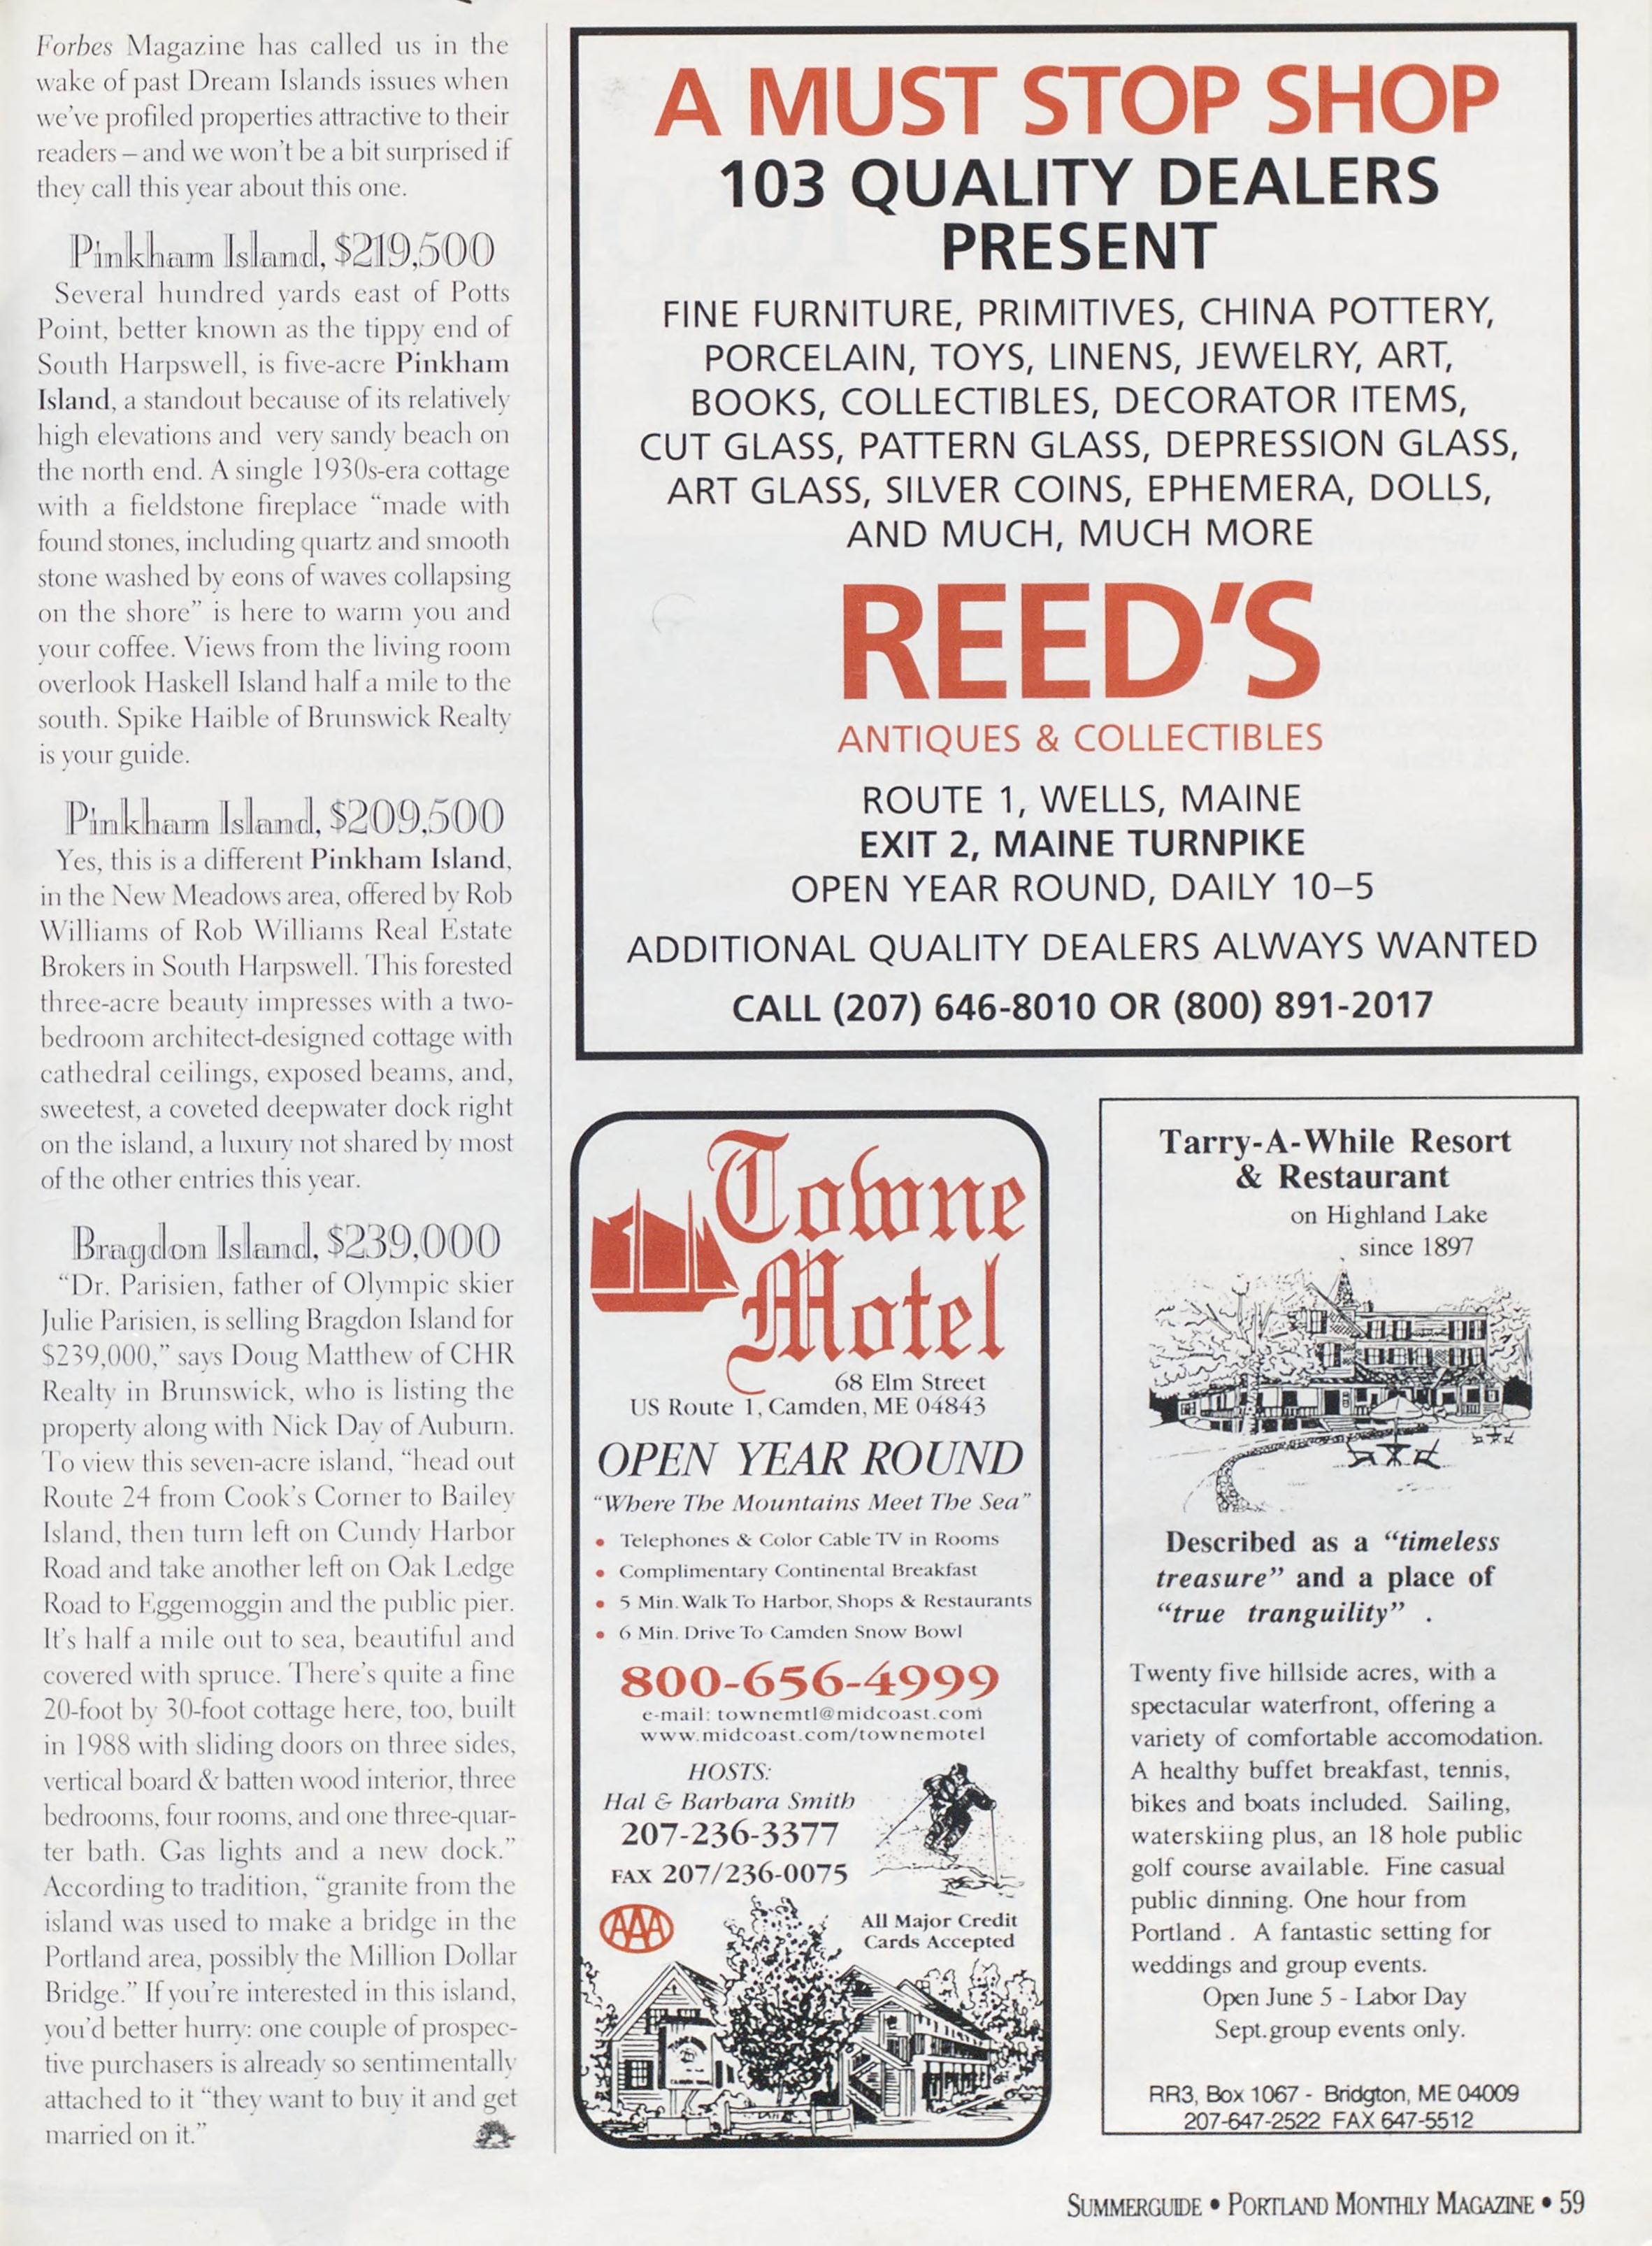 Forbes Magazine has called us in the
wake of past Dream Islands issues when
we've profiled properties attractive to their
readers – and we won't be a bit surprised if
they call this year about this one.
Pinkham Island, $219,500
Several hundred yards east of Potts
Point, better known as the tippy end of
South Harpswell, is five-acre Pinkham
Island, a standout because of its relatively
high elevations and very sandy beach on
the north end. A single 1930s-era cottage
with a fieldstone fireplace “made with
found stones, including quartz and smooth
stone washed by eons of waves collapsing
on the shore” is here to warm you and
your coffee. Views from the living room
overlook Haskell Island half a mile to the
south. Spike Haible of Brunswick Realty
is your guide.
Pinkham Island, $209,500
Yes, this is a different Pinkham Island,
in the New Meadows area, offered by Rob
Williams of Rob Williams Real Estate
Brokers in South Harpswell. This forested
three-acre beauty impresses with a two-
bedroom architect-designed cottage with
cathedral ceilings, exposed beams, and,
sweetest, a coveted deepwater dock right
on the island, a luxury not shared by most
of the other entries this year.
Bragdon Island, $239,000
“Dr. Parisien, father of Olympic skier
Julie Parisien, is selling Bragdon Island for
$239,000,” says Doug Matthew of CHR
Realty in Brunswick, who is listing the
property along with Nick Day of Auburn.
To view this seven-acre island, “head out
Route 24 from Cook's Corner to Bailey
Island, then turn left on Cundy Harbor
Road and take another left on Oak Ledge
Road to Eggemoggin and the public pier.
It's half a mile out to sea, beautiful and
covered with spruce. There's quite a fine
20-foot by 30-foot cottage here, too, built
in 1988 with sliding doors on three sides,
vertical board & batten wood interior, three
bedrooms, four rooms, and one three-quar-
ter bath. Gas lights and a new dock.”
According to tradition, “granite from the
island was used to make a bridge in the
Portland area, possibly the Million Dollar
Bridge.” If you're interested in this island,
you'd better hurry: one couple of prospec-
tive purchasers is already so sentimentally
attached to it “they want to buy it and get
married on it.”
A MUST STOP SHOP
103 QUALITY DEALERS
PRESENT
FINE FURNITURE, PRIMITIVES, CHINA POTTERY,
PORCELAIN, TOYS, LINENS, JEWELRY, ART,
BOOKS, COLLECTIBLES, DECORATOR ITEMS,
CUT GLASS, PATTERN GLASS, DEPRESSION GLASS,
ART GLASS, SILVER COINS, EPHEMERA, DOLLS,
AND MUCH, MUCH MORE
REED'S
ANTIQUES & COLLECTIBLES
ROUTE 1, WELLS, MAINE
EXIT 2, MAINE TURNPIKE
OPEN YEAR ROUND, DAILY 10–5
ADDITIONAL QUALITY DEALERS ALWAYS WANTED
CALL (207) 646-8010 OR (800) 891-2017
Towne
Motel
68 Elm Street
US Route 1, Camden, ME 04843
OPEN YEAR ROUND
“Where The Mountains Meet The Sea”
• Telephones & Color Cable TV in Rooms
• Complimentary Continental Breakfast
• 5 Min. Walk To Harbor, Shops & Restaurants
• 6 Min. Drive To Camden Snow Bowl
800-656-4999
e-mail: townemtl@midcoast.com
www.midcoast.com/townemotel
HOSTS:
Hal & Barbara Smith
207-236-3377
FAX 207/236-0075
AAA
All Major Credit
Cards Accepted
Tarry-A-While Resort
& Restaurant
on Highland Lake
since 1897
Described as a “timeless
treasure” and a place of
“true tranguility” .
Twenty five hillside acres, with a
spectacular waterfront, offering a
variety of comfortable accomodation.
A healthy buffet breakfast, tennis,
bikes and boats included. Sailing,
waterskiing plus, an 18 hole public
golf course available. Fine casual
public dinning. One hour from
Portland . A fantastic setting for
weddings and group events.
Open June 5 - Labor Day
Sept.group events only.
RR3, Box 1067 - Bridgton, ME 04009
207-647-2522 FAX 647-5512
SUMMERGUIDE • PORTLAND MONTHLY MAGAZINE • 59